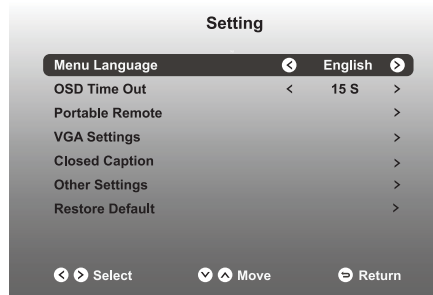 Setting
Menu Language English
OSD Time Out 15 S
Portable Remote
VGA Settings
Closed Caption
Other Settings
Restore Default
Select Move Return